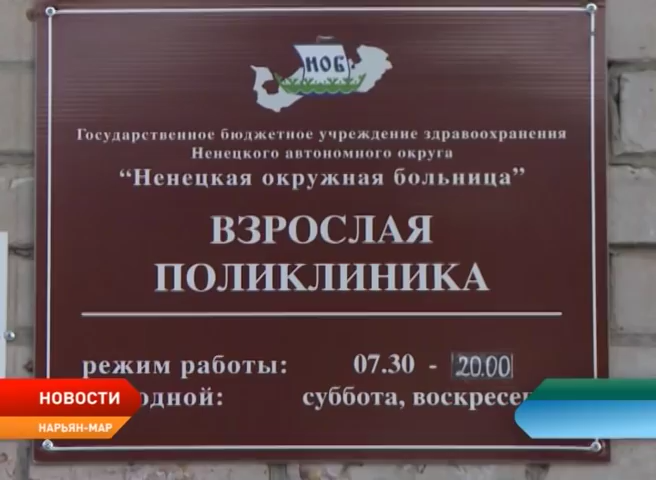 НОБ
Государственное бюджетное учреждение здравоохранения
Ненецкого автономного округа
“Ненецкая окружная больница”
ВЗРОСЛАЯ
ПОЛИКЛИНИКА
режим работы: 07.30 - 20.00
суббота,
НОВОСТИ
НАРЬЯН-МАР